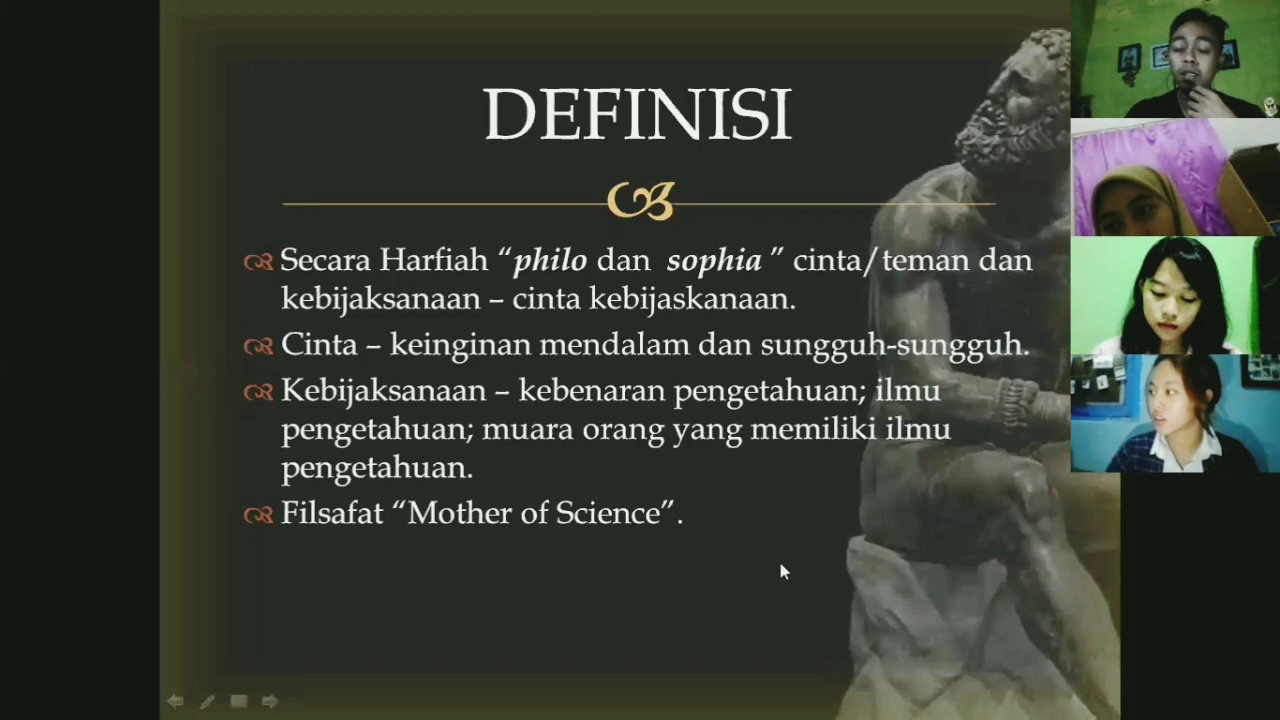 DEFINISI
Secara Harfiah “philo dan sophia ” cinta/teman dan
kebijaksanaan – cinta kebijaskanaan.
Cinta – keinginan mendalam dan sungguh-sungguh.
Kebijaksanaan – kebenaran pengetahuan; ilmu
pengetahuan; muara orang yang memiliki ilmu
pengetahuan.
Filsafat “Mother of Science”.